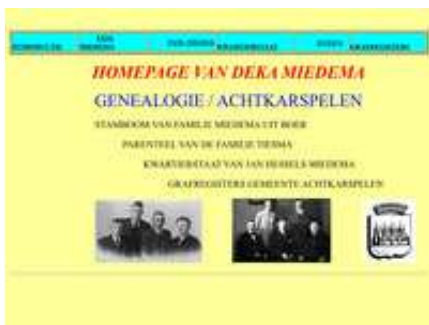 HOMEPAGE VAN DEKA MIEDEMA
GENEALOGIE / ACHTKARSPELEN
STAMBOOM VAN FAMILIE MIEDEMA UIT BOER
PARENTEEL VAN DE FAMILIE TIESMA
KWARTIERSTAAT VAN JAN HESSELS MIEDEMA
GRAFREGISTERS GEMEENTE ACHTKARSPELEN